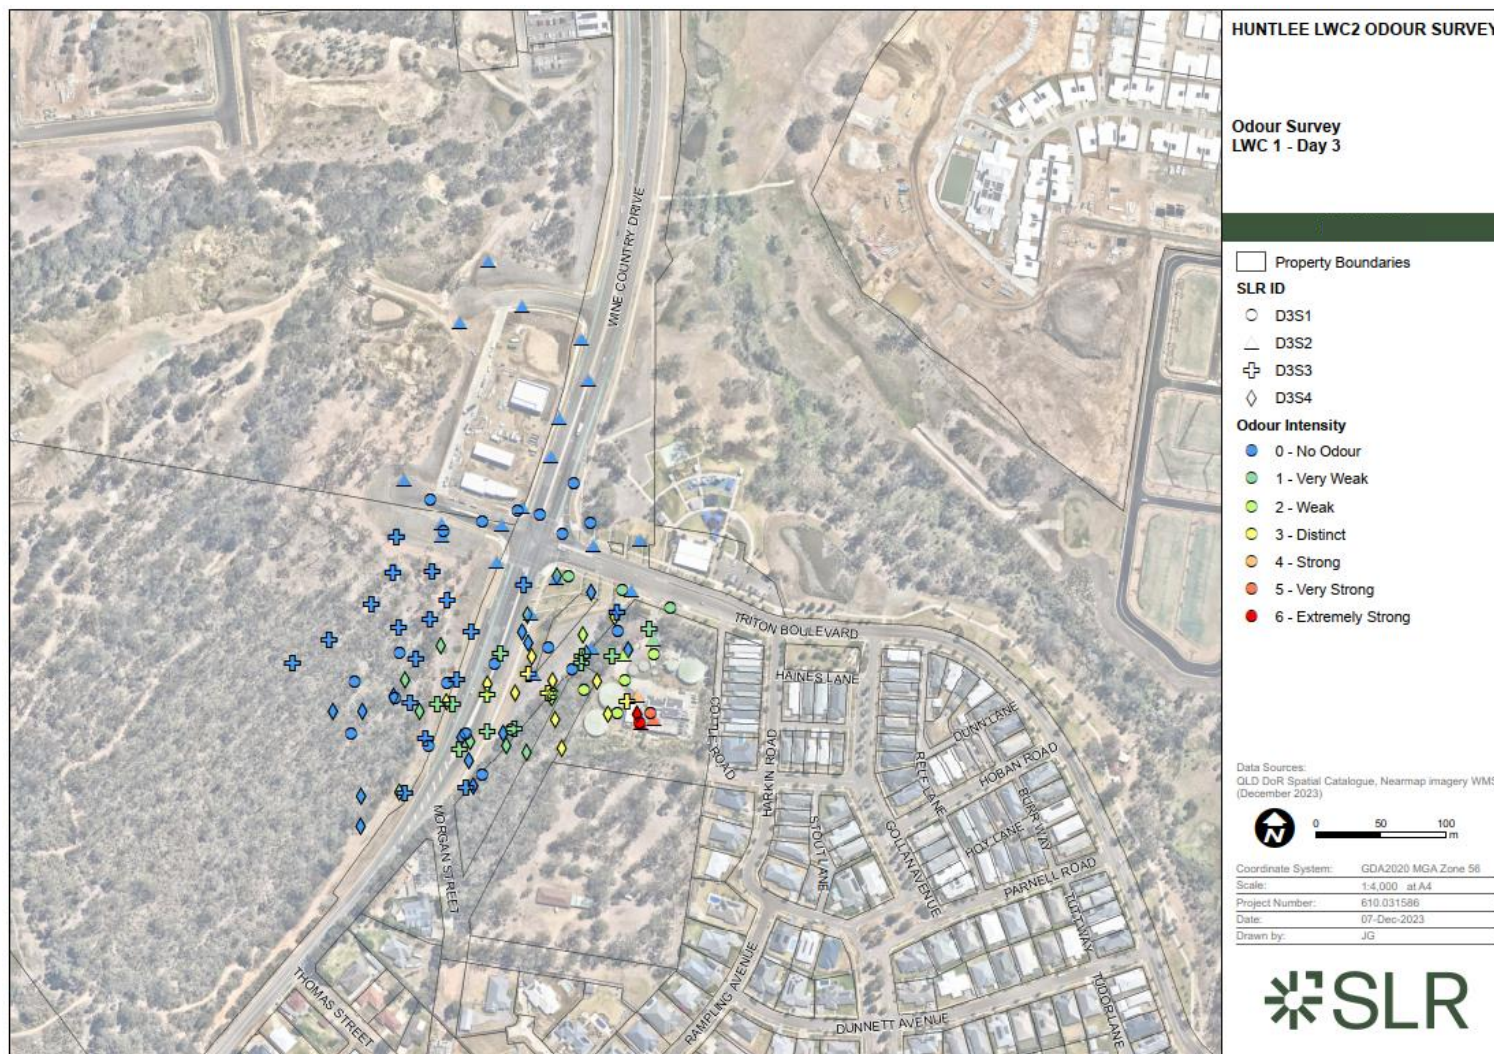 HUNTLEE LWC2 ODOUR SURVEY
Odour Survey
LWC 1 - Day 3
Property Boundaries
SLR ID
D3S1
D3S2
D3S3
D3S4
Odour Intensity
0 - No Odour
1 - Very Weak
2 - Weak
3 - Distinct
4 - Strong
5 - Very Strong
6 - Extremely Strong
Data Sources:
QLD DoR Spatial Catalogue, Nearmap imagery WMS
(December 2023)
N
0 50 100
m
Coordinate System: GDA2020 MGA Zone 56
Scale: 1:4,000 at A4
Project Number: 610.031586
Date: 07-Dec-2023
Drawn by: JG
SLR
WINE COUNTRY DRIVE
TRITON BOULEVARD
HAINES LANE
COTTLE ROAD
HARKIN ROAD
DUNN LANE
HOBAN ROAD
RELF LANE
BURR WAY
HOY LANE
STOUT LANE
GOLLAN AVENUE
PARNELL ROAD
TUTT WAY
MORGAN STREET
THOMAS STREET
RAMPLING AVENUE
DUNNETT AVENUE
TUDOR LANE